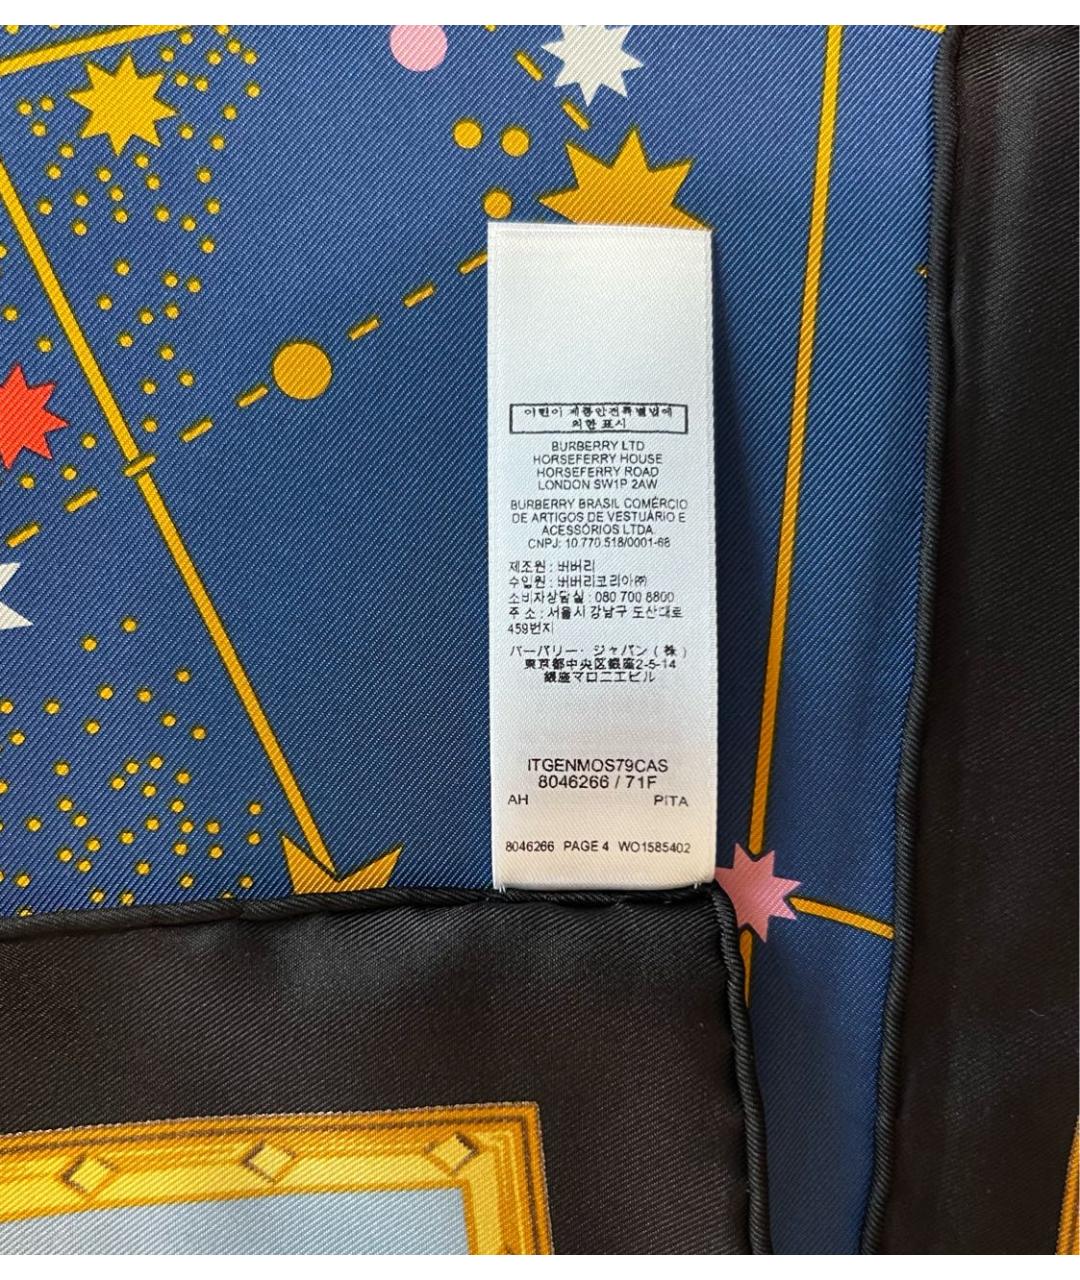 어린이 제품안전특별법에
의한 표시
BURBERRY LTD
HORSEFERRY HOUSE
HORSEFERRY ROAD
LONDON SW1P 2AW
BURBERRY BRASIL COMÉRCIO
DE ARTIGOS DE VESTUÁRIO E
ACESSÓRIOS LTDA.
CNPJ: 10.770.518/0001-68
제조원 : 버버리
수입원 : 버버리코리아㈜
소비자상담실 : 080 700 8800
주 소 : 서울시 강남구 도산대로
459번지
バーバリー・ジャパン(株)
東京都中央区銀座2-5-14
銀座マロニエビル
ITGENMOS79CAS
8046266 / 71F
AH PITA
8046266 PAGE 4 WO1585402